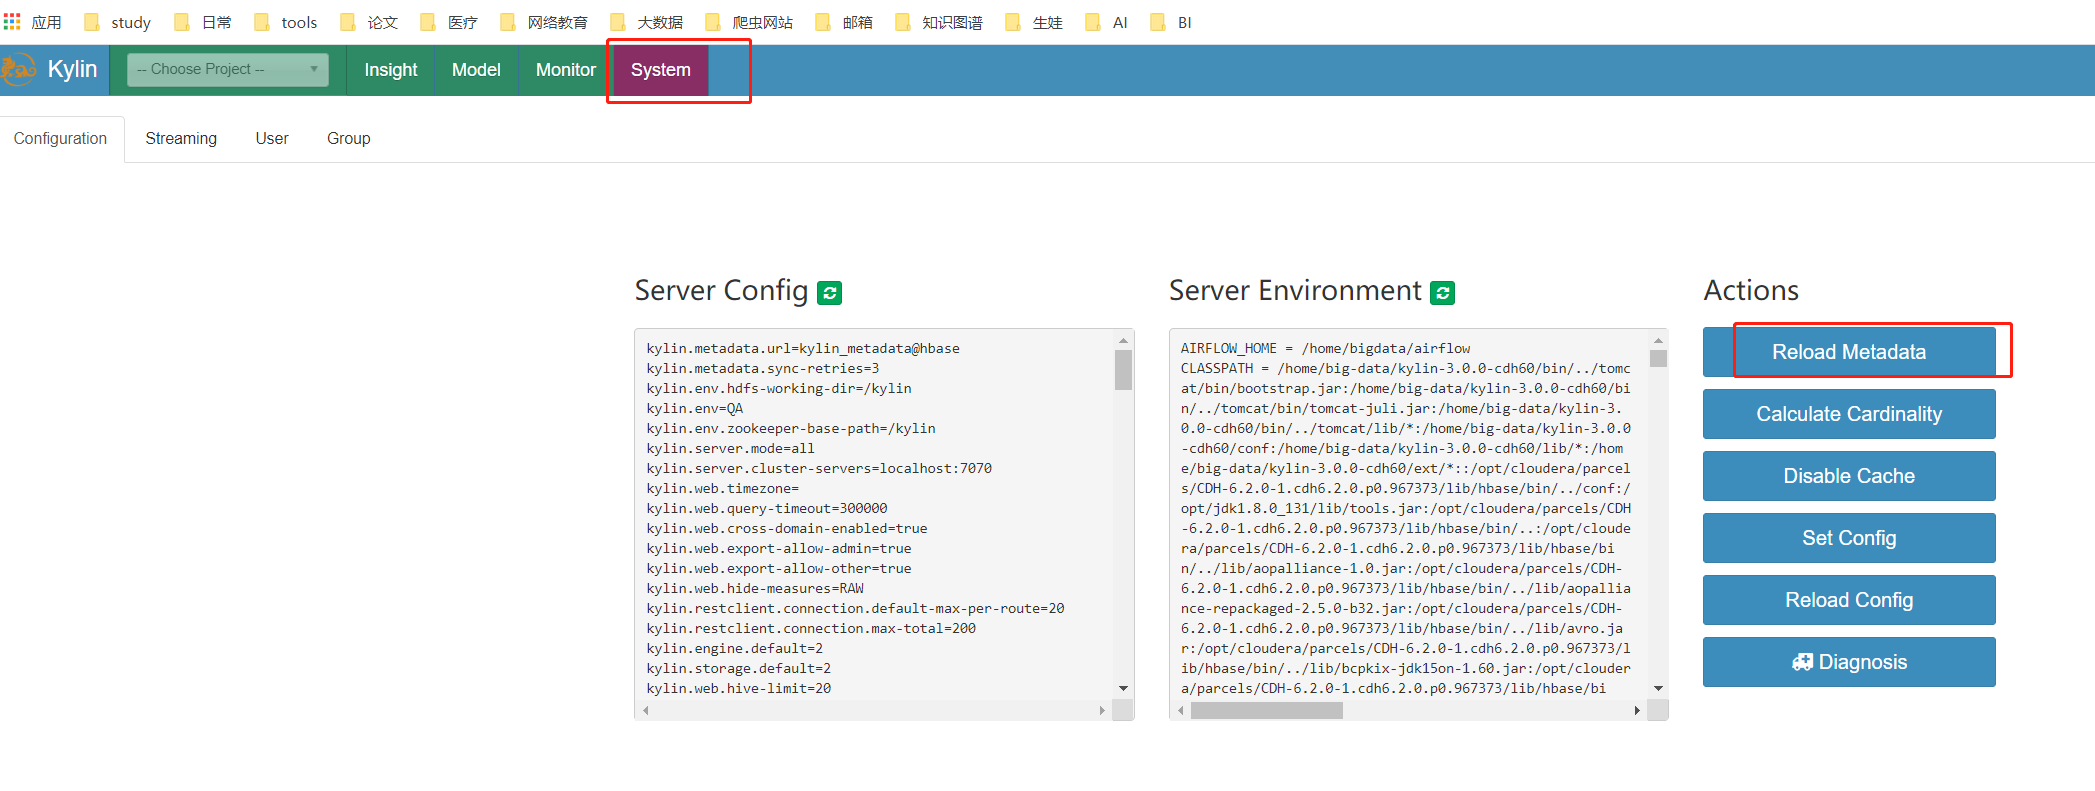 应用 study 日常 tools 论文 医疗 网络教育 大数据 爬虫网站 邮箱 知识图谱 生娃 AI BI
Kylin -- Choose Project -- Insight Model Monitor System
Configuration Streaming User Group
Server Config
kylin.metadata.url=kylin_metadata@hbase
kylin.metadata.sync-retries=3
kylin.env.hdfs-working-dir=/kylin
kylin.env=QA
kylin.env.zookeeper-base-path=/kylin
kylin.server.mode=all
kylin.server.cluster-servers=localhost:7070
kylin.web.timezone=
kylin.web.query-timeout=300000
kylin.web.cross-domain-enabled=true
kylin.web.export-allow-admin=true
kylin.web.export-allow-other=true
kylin.web.hide-measures=RAW
kylin.restclient.connection.default-max-per-route=20
kylin.restclient.connection.max-total=200
kylin.engine.default=2
kylin.storage.default=2
kylin.web.hive-limit=20
Server Environment
AIRFLOW_HOME = /home/bigdata/airflow
CLASSPATH = /home/big-data/kylin-3.0.0-cdh60/bin/../tomc
at/bin/bootstrap.jar:/home/big-data/kylin-3.0.0-cdh60/bi
n/../tomcat/bin/tomcat-juli.jar:/home/big-data/kylin-3.
0.0-cdh60/bin/../tomcat/lib/*:/home/big-data/kylin-3.0.0
-cdh60/conf:/home/big-data/kylin-3.0.0-cdh60/lib/*:/hom
e/big-data/kylin-3.0.0-cdh60/ext/*::/opt/cloudera/parcel
s/CDH-6.2.0-1.cdh6.2.0.p0.967373/lib/hbase/bin/../conf:/
opt/jdk1.8.0_131/lib/tools.jar:/opt/cloudera/parcels/CDH
-6.2.0-1.cdh6.2.0.p0.967373/lib/hbase/bin/..:/opt/cloude
ra/parcels/CDH-6.2.0-1.cdh6.2.0.p0.967373/lib/hbase/bi
n/../lib/aopalliance-1.0.jar:/opt/cloudera/parcels/CDH-
6.2.0-1.cdh6.2.0.p0.967373/lib/hbase/bin/../lib/aopallia
nce-repackaged-2.5.0-b32.jar:/opt/cloudera/parcels/CDH-
6.2.0-1.cdh6.2.0.p0.967373/lib/hbase/bin/../lib/avro.ja
r:/opt/cloudera/parcels/CDH-6.2.0-1.cdh6.2.0.p0.967373/l
ib/hbase/bin/../lib/bcpkix-jdk15on-1.60.jar:/opt/clouder
a/parcels/CDH-6.2.0-1.cdh6.2.0.p0.967373/lib/hbase/bi
Actions
Reload Metadata
Calculate Cardinality
Disable Cache
Set Config
Reload Config
Diagnosis